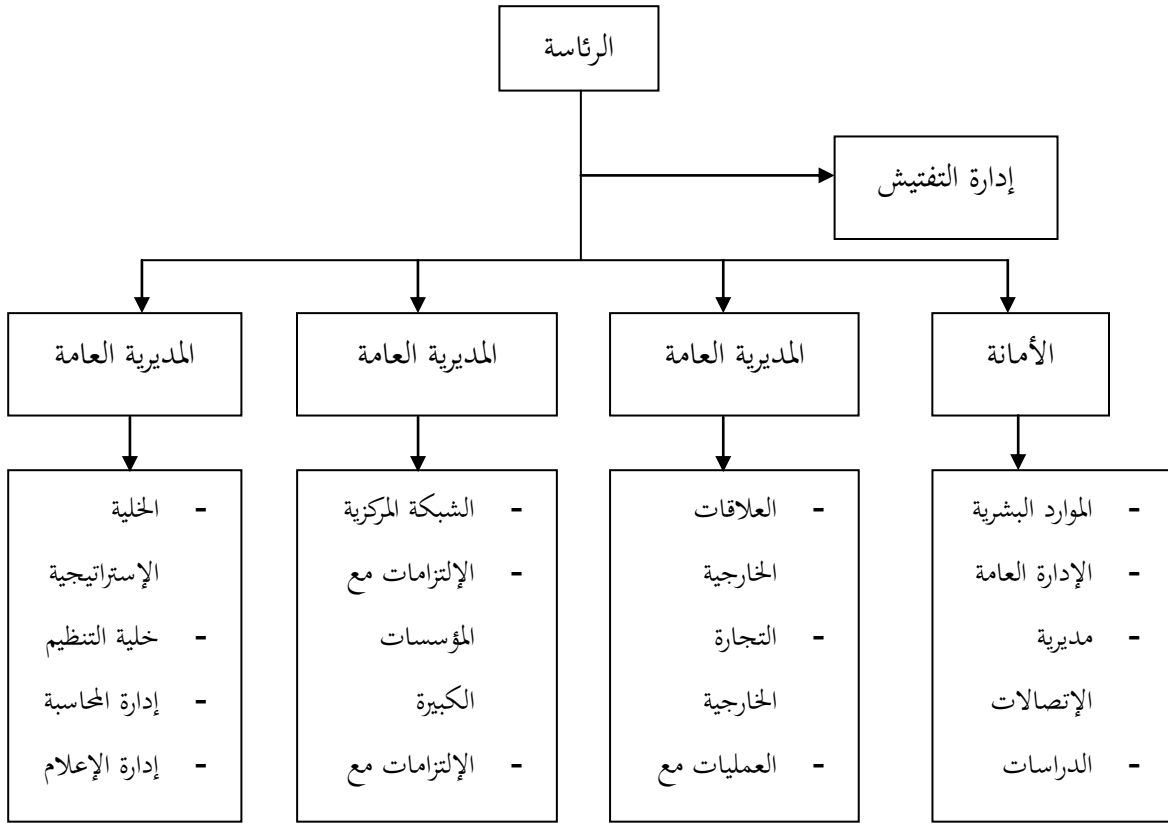 الرئاسة
إدارة التفتيش
الأمانة
المديرية العامة
المديرية العامة
المديرية العامة
- الموارد البشرية
- الإدارة العامة
- مديرية
الإتصالات
- الدراسات
- العلاقات
الخارجية
- التجارة
الخارجية
- العمليات مع
- الشبكة المركزية
- الإلتزامات مع
المؤسسات
الكبيرة
- الإلتزامات مع
- الخلية
الإستراتيجية
- خلية التنظيم
- إدارة المحاسبة
- إدارة الإعلام